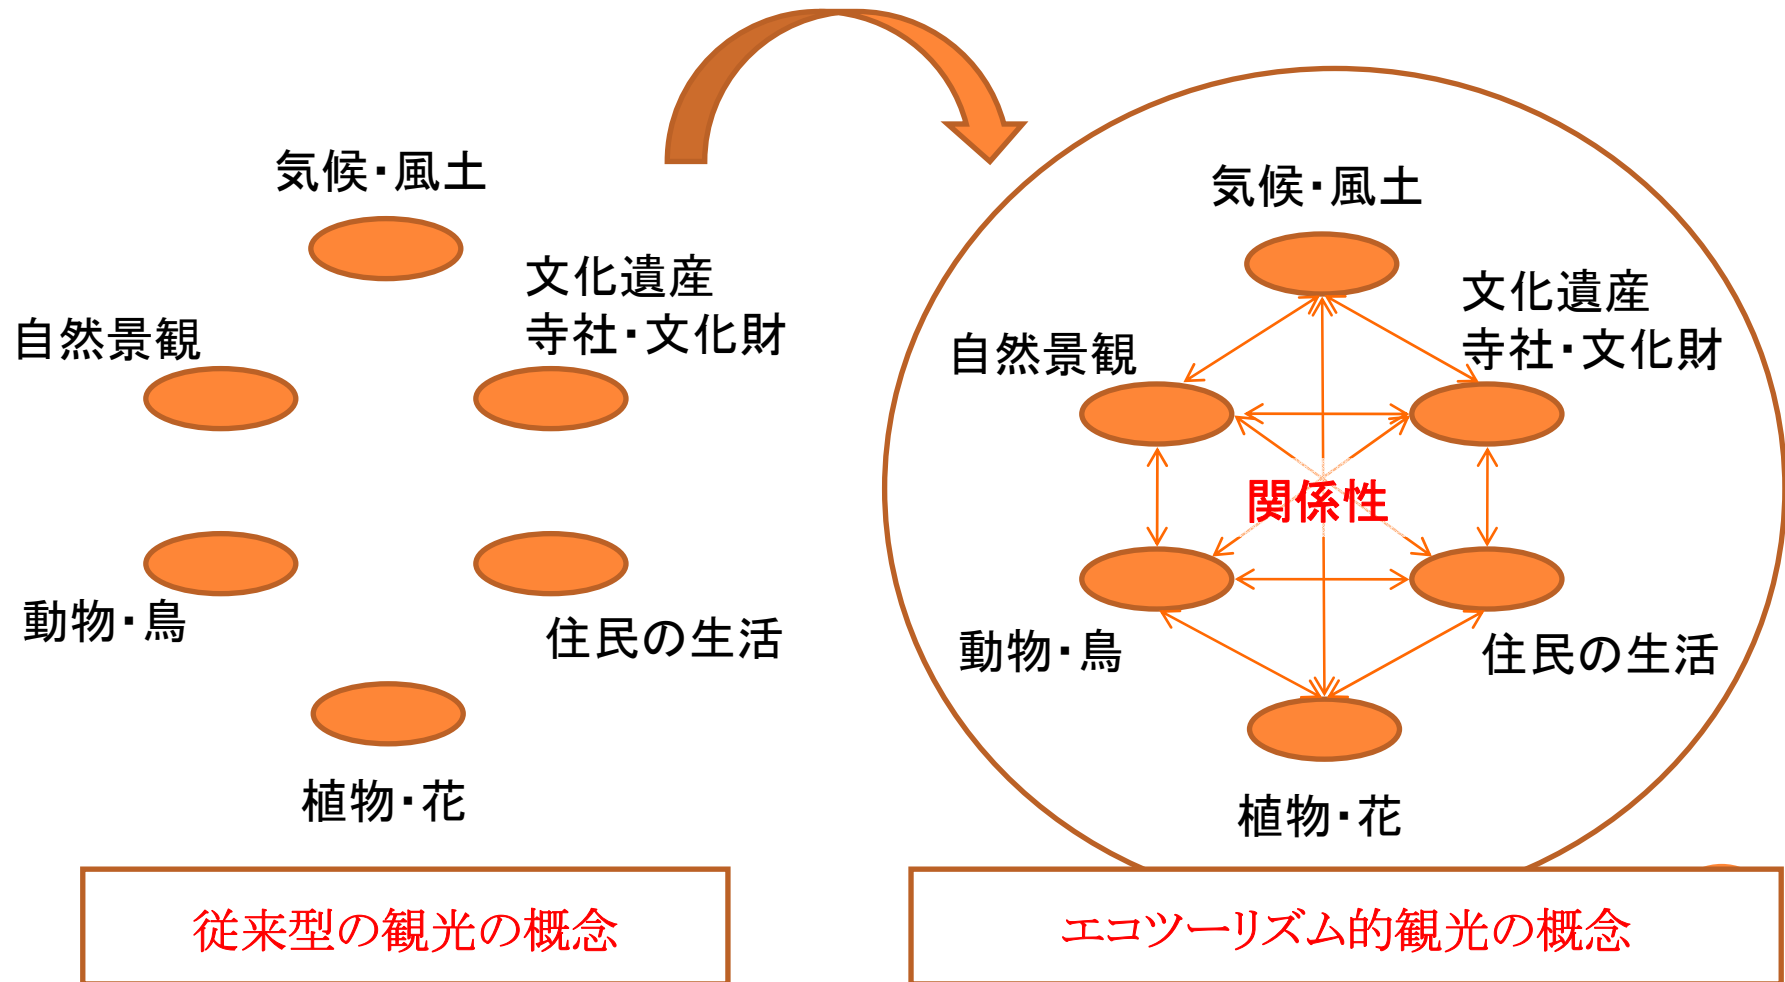 気候・風土
文化遺産
寺社・文化財
自然景観
動物・鳥
住民の生活
植物・花
従来型の観光の概念
気候・風土
文化遺産
寺社・文化財
自然景観
関係性
動物・鳥
住民の生活
植物・花
エコツーリズム的観光の概念